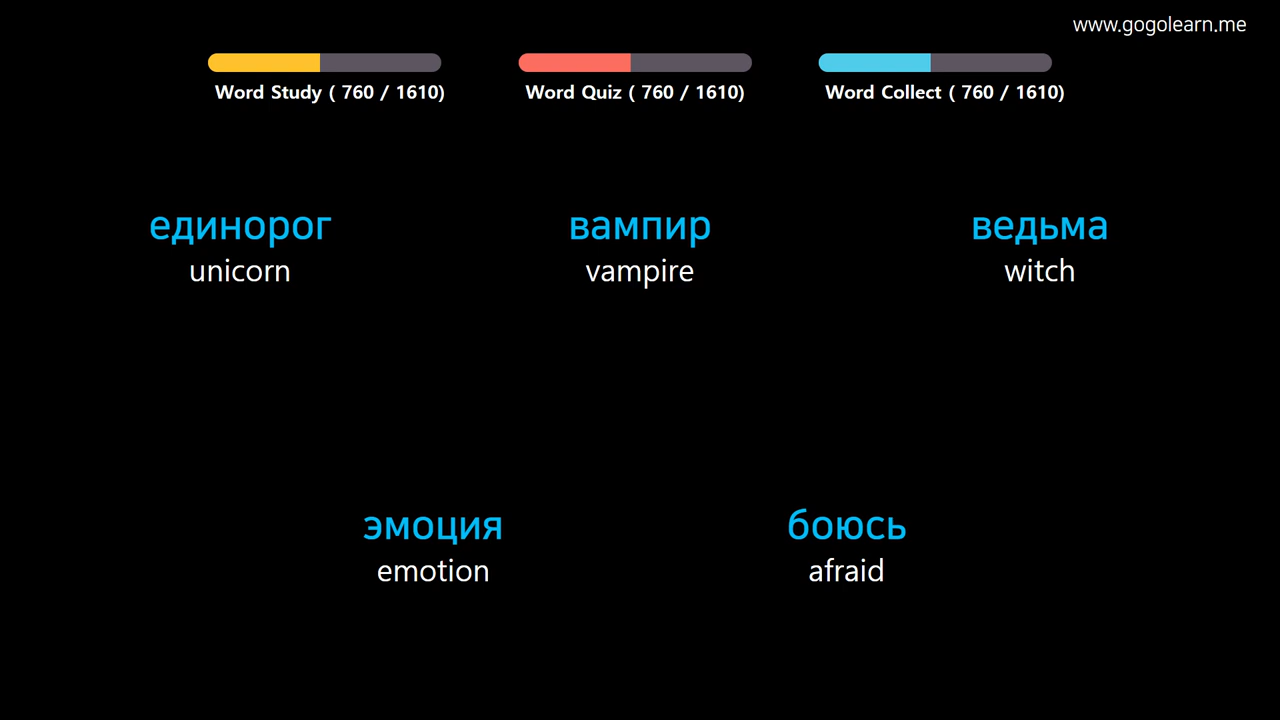 www.gogolearn.me
Word Study ( 760 / 1610)
Word Quiz ( 760 / 1610)
Word Collect ( 760 / 1610)
единорог
unicorn
вампир
vampire
ведьма
witch
эмоция
emotion
боюсь
afraid